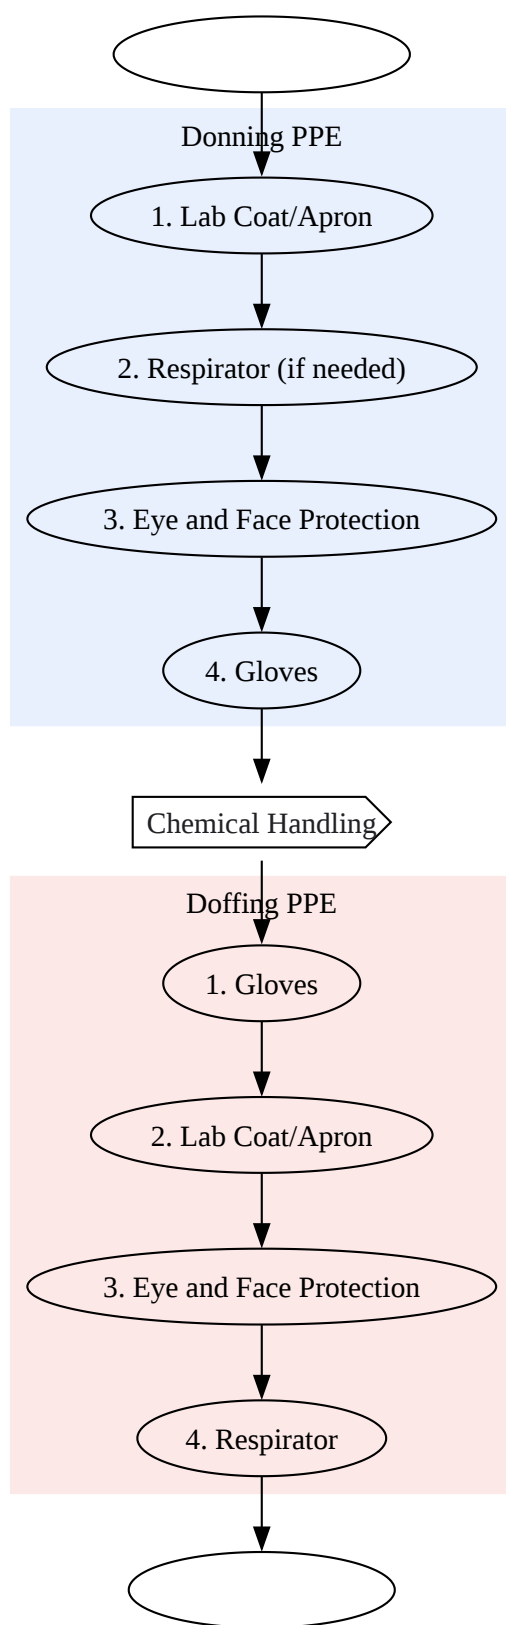 Donning PPE
1. Lab Coat/Apron
2. Respirator (if needed)
3. Eye and Face Protection
4. Gloves
Chemical Handling
Doffing PPE
1. Gloves
2. Lab Coat/Apron
3. Eye and Face Protection
4. Respirator